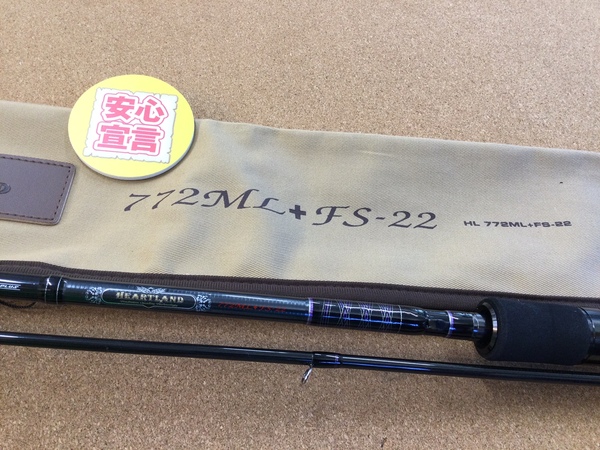 安心
宣言
772ML+FS-22
HL 772ML+FS-22
HEARTLAND